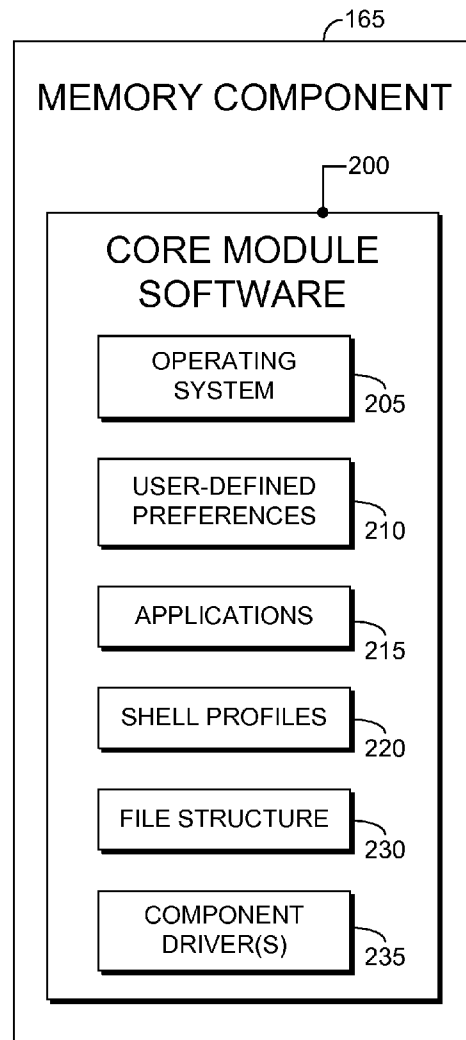 165
MEMORY COMPONENT
200
CORE MODULE
SOFTWARE
OPERATING
SYSTEM
205
USER-DEFINED
PREFERENCES
210
APPLICATIONS
215
SHELL PROFILES
220
FILE STRUCTURE
230
COMPONENT
DRIVER(S)
235